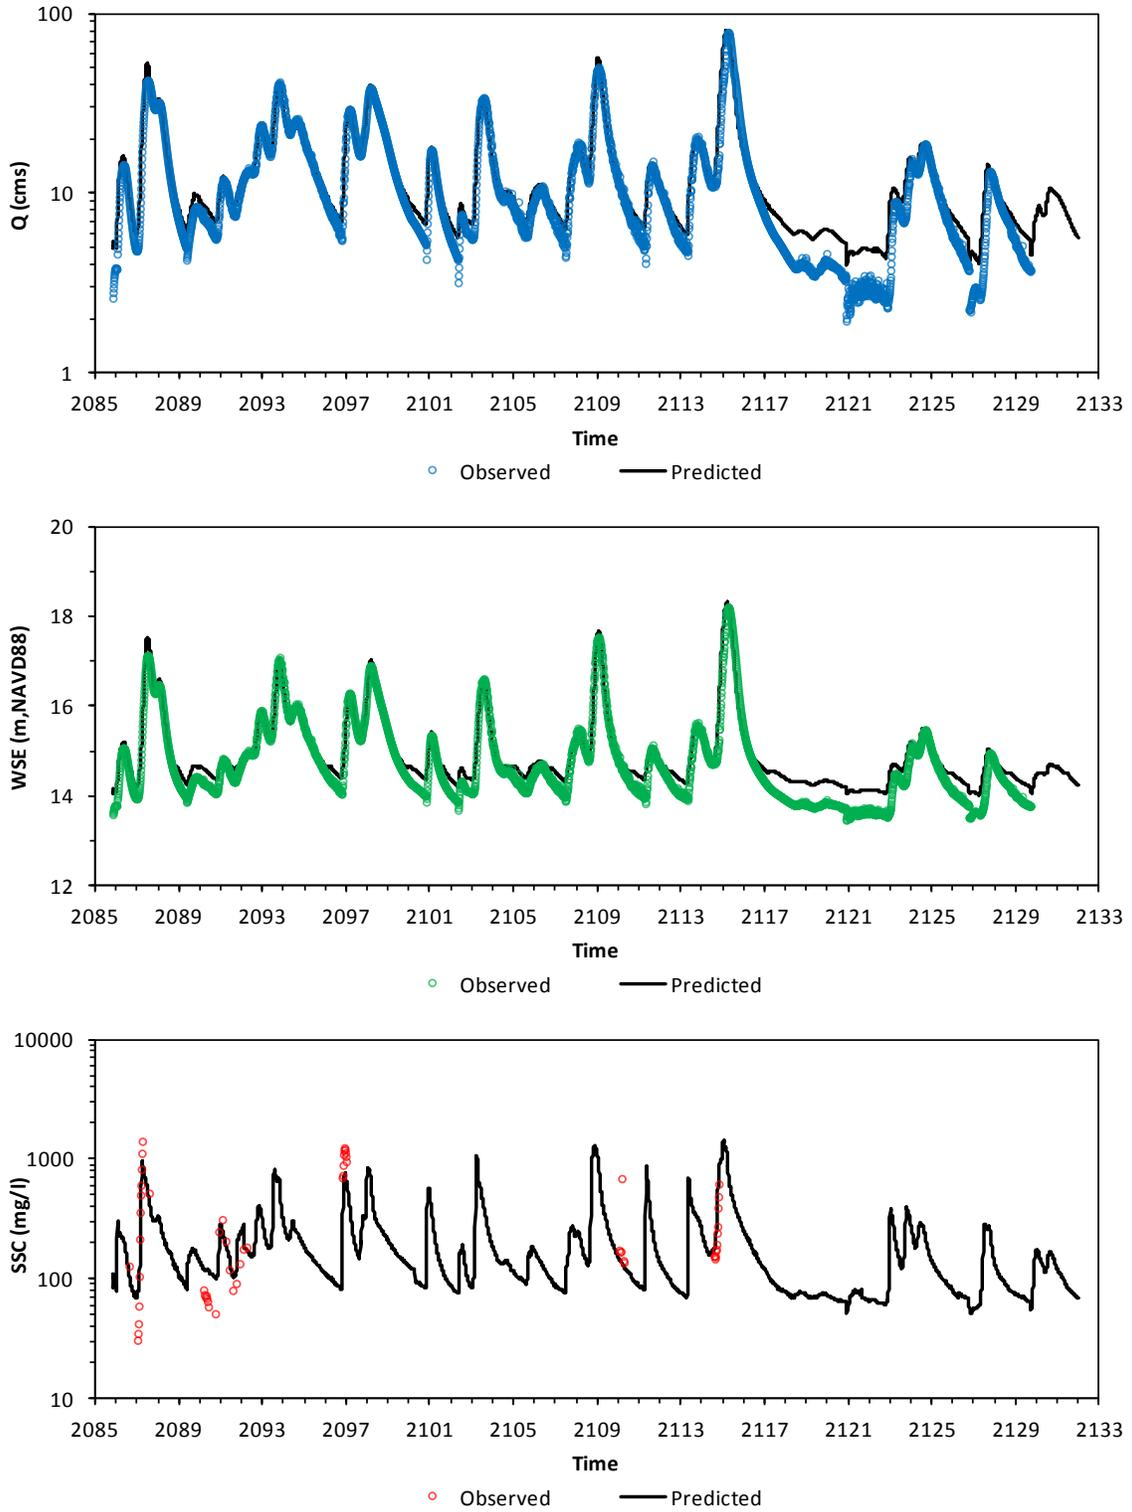 100
10
1
Q (cms)
2085 2089 2093 2097 2101 2105 2109 2113 2117 2121 2125 2129 2133
Time
Observed Predicted
20
18
16
14
12
WSE (m,NAVD88)
2085 2089 2093 2097 2101 2105 2109 2113 2117 2121 2125 2129 2133
Time
Observed Predicted
10000
1000
100
10
SSC (mg/l)
2085 2089 2093 2097 2101 2105 2109 2113 2117 2121 2125 2129 2133
Time
Observed Predicted